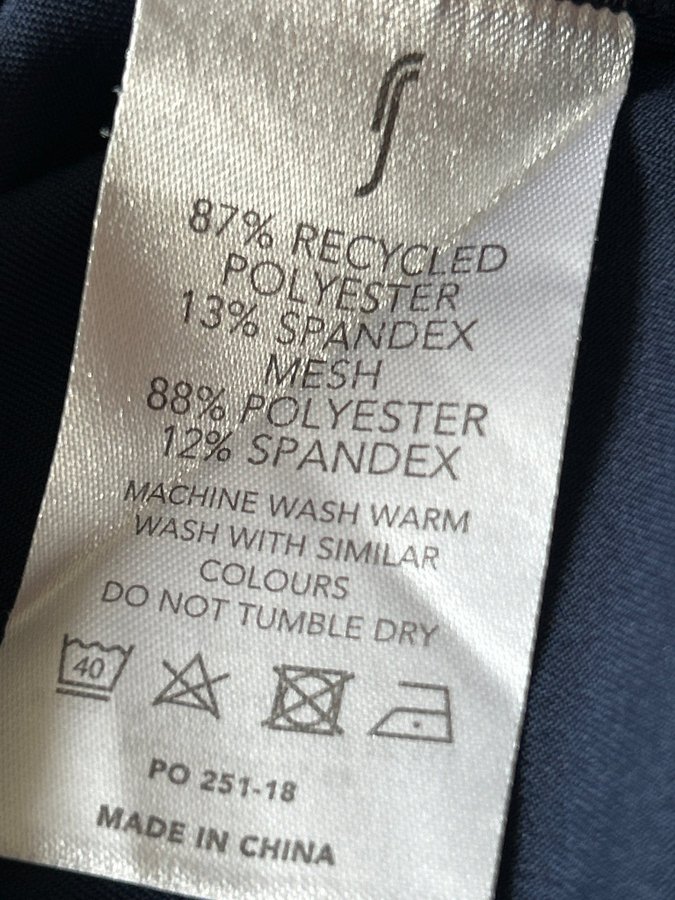 87% RECYCLED
POLYESTER
13% SPANDEX
MESH
88% POLYESTER
12% SPANDEX
MACHINE WASH WARM
WASH WITH SIMILAR
COLOURS
DO NOT TUMBLE DRY
40
PO 251-18
MADE IN CHINA